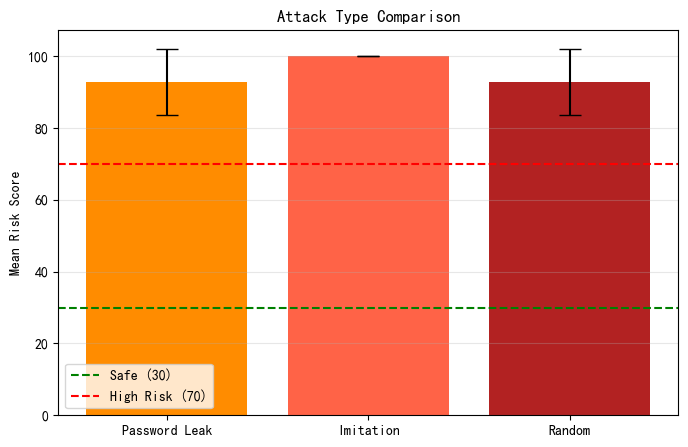 Attack Type Comparison
Mean Risk Score
100
80
60
40
20
0
Safe (30)
High Risk (70)
Password Leak
Imitation
Random